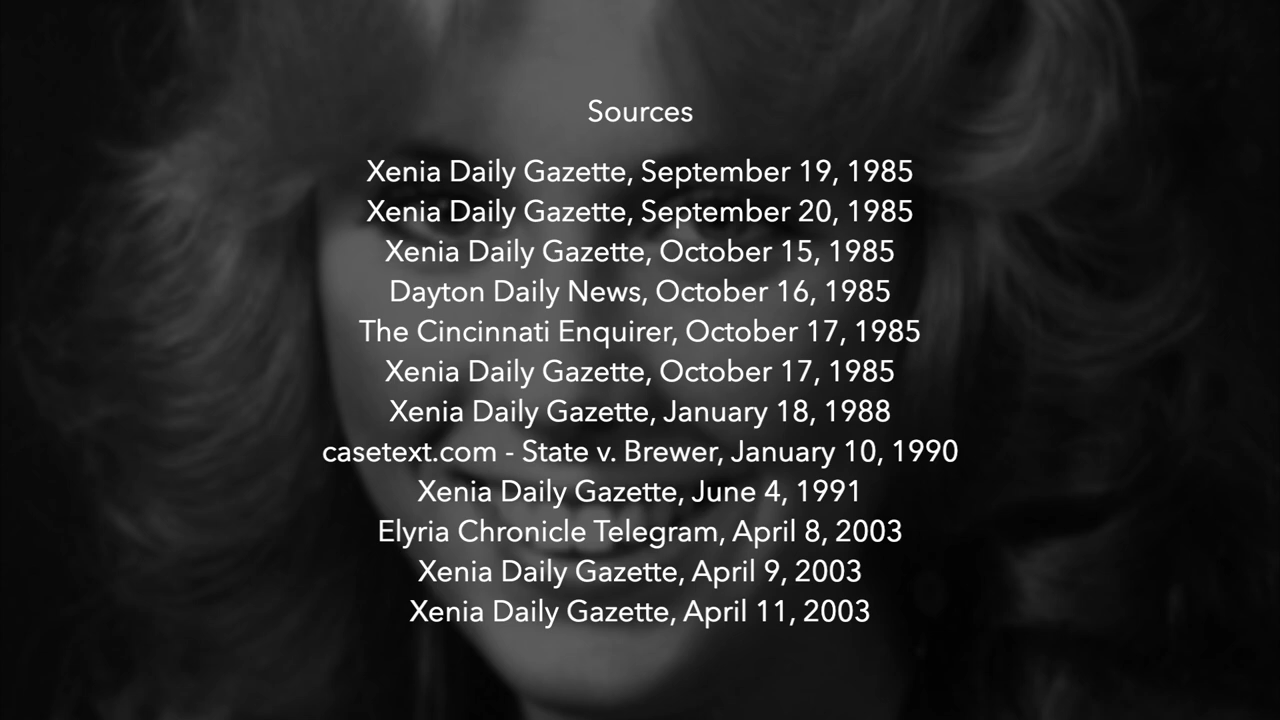 Sources
Xenia Daily Gazette, September 19, 1985
Xenia Daily Gazette, September 20, 1985
Xenia Daily Gazette, October 15, 1985
Dayton Daily News, October 16, 1985
The Cincinnati Enquirer, October 17, 1985
Xenia Daily Gazette, October 17, 1985
Xenia Daily Gazette, January 18, 1988
casetext.com - State v. Brewer, January 10, 1990
Xenia Daily Gazette, June 4, 1991
Elyria Chronicle Telegram, April 8, 2003
Xenia Daily Gazette, April 9, 2003
Xenia Daily Gazette, April 11, 2003